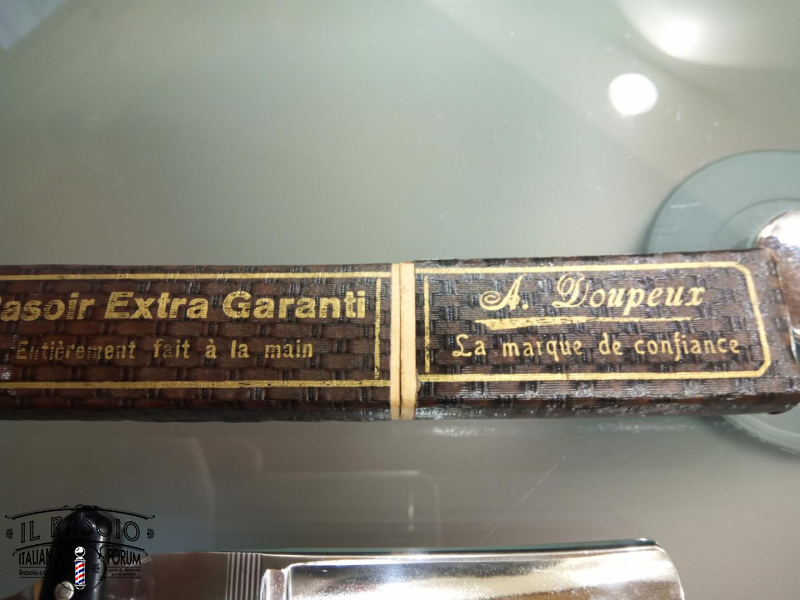 Rasoir Extra Garanti
Entièrement fait à la main
A. Doupeux
La marque de confiance
IL RASOIO
ITALIAN FORUM